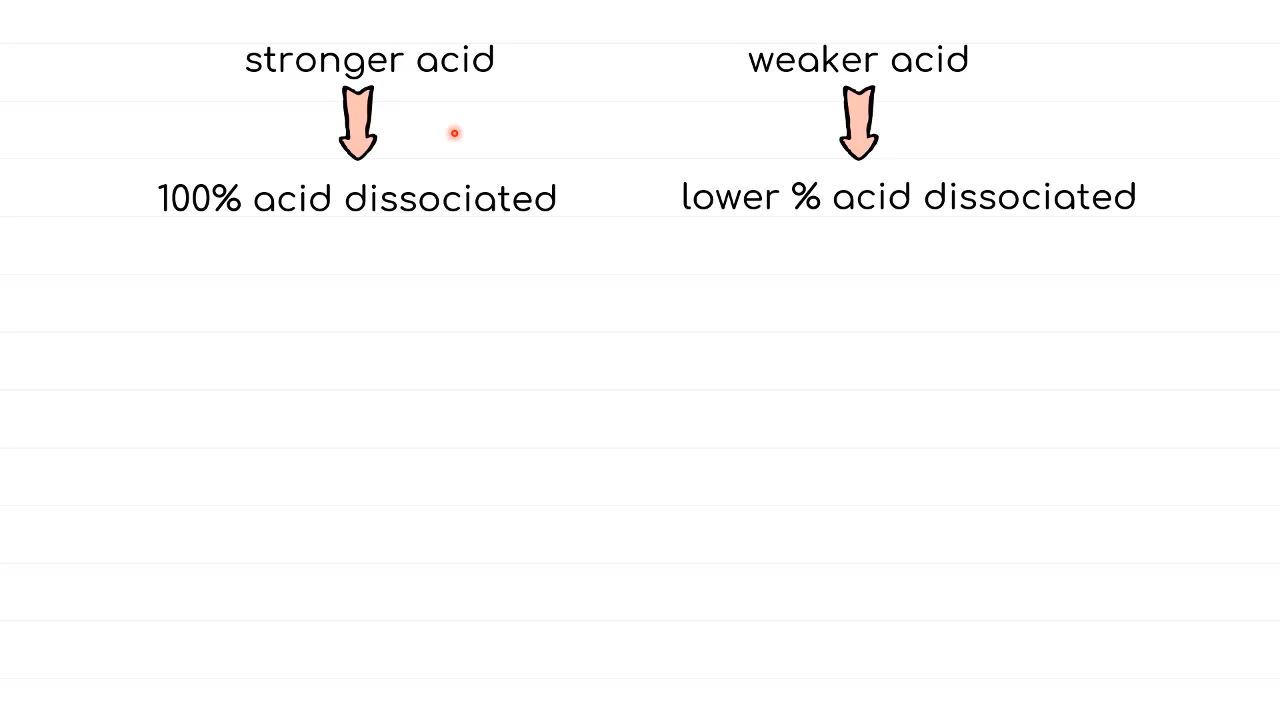 stronger acid
weaker acid
100% acid dissociated
lower % acid dissociated